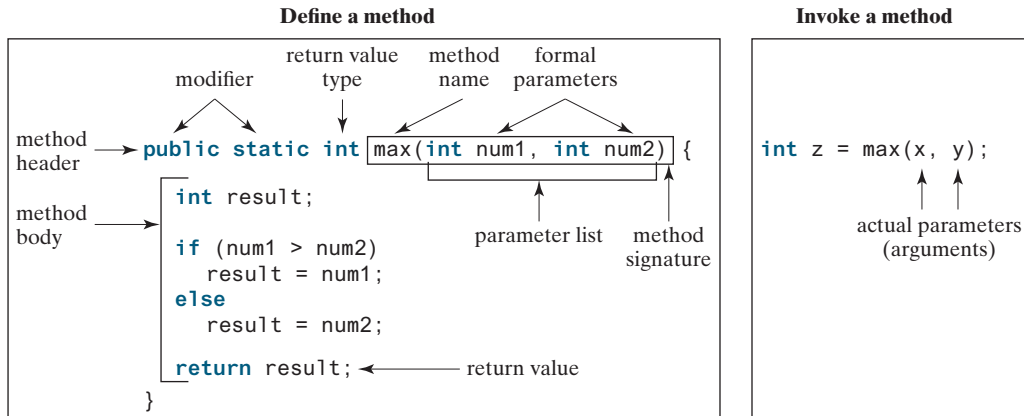 Define a method
Invoke a method
return value
type
method
name
formal
parameters
modifier
method
header
public static int max(int num1, int num2) {
int z = max(x, y);
method
body
int result;
parameter list
method
signature
actual parameters
(arguments)
if (num1 > num2)
result = num1;
else
result = num2;
return result;
return value
}